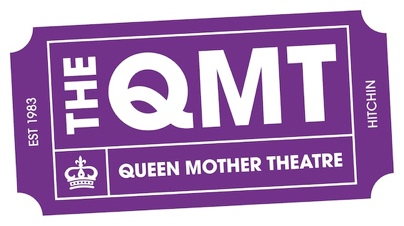 EST 1983
THE
QMT
QUEEN MOTHER THEATRE
HITCHIN